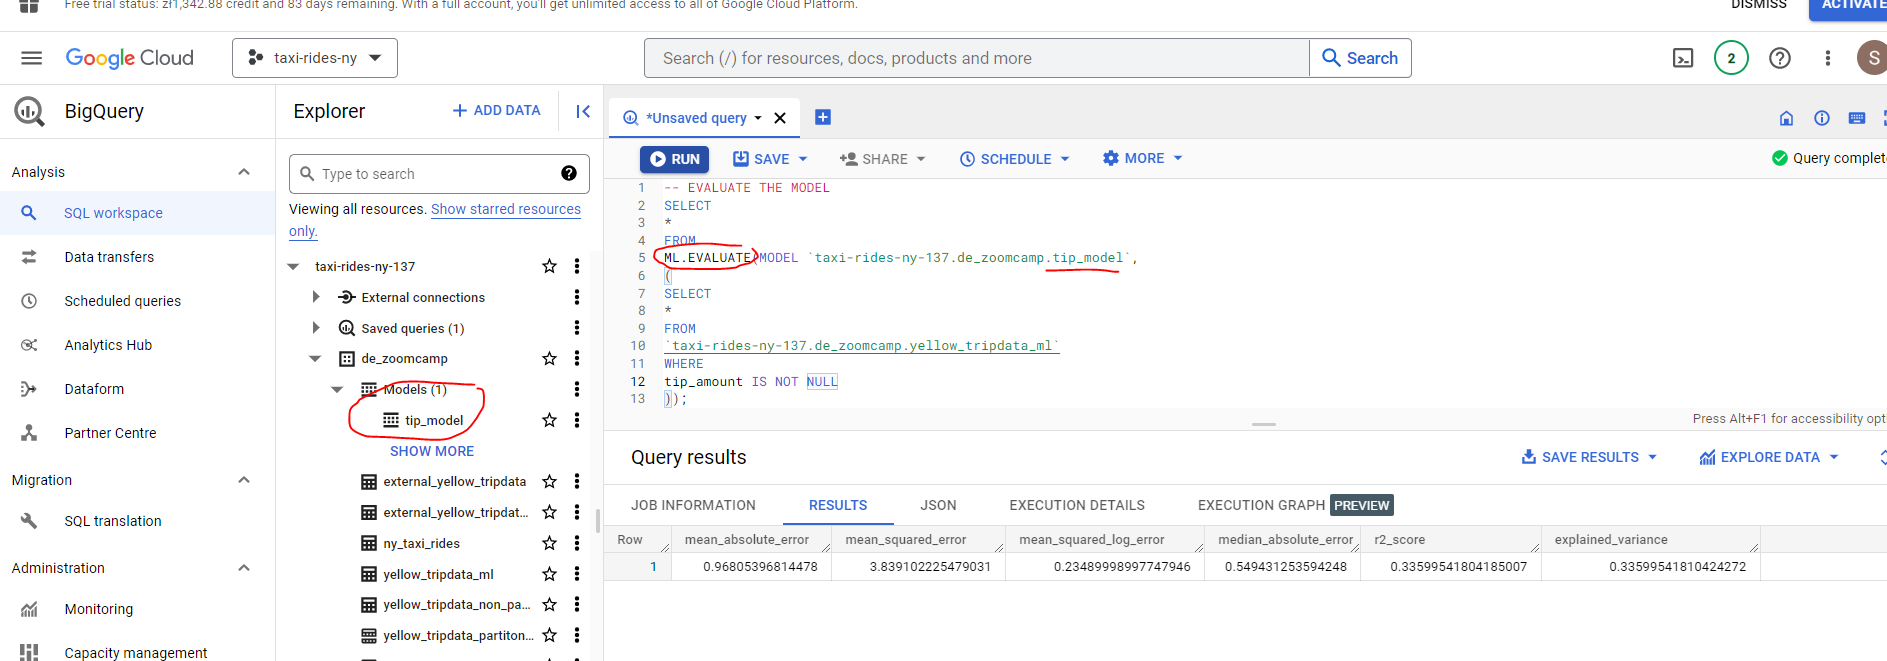 Free trial status: zł1,342.88 credit and 83 days remaining. With a full account, you'll get unlimited access to all of Google Cloud Platform.
DISMISS
ACTIVATE
Google Cloud
taxi-rides-ny
Search (/) for resources, docs, products and more
Search
2
S
BigQuery
Analysis
SQL workspace
Data transfers
Scheduled queries
Analytics Hub
Dataform
Partner Centre
Migration
SQL translation
Administration
Monitoring
Capacity management
Explorer
+ ADD DATA
Type to search
Viewing all resources. Show starred resources
only.
taxi-rides-ny-137
External connections
Saved queries (1)
de_zoomcamp
Models (1)
tip_model
SHOW MORE
external_yellow_tripdata
external_yellow_tripdat...
ny_taxi_rides
yellow_tripdata_ml
yellow_tripdata_non_pa...
yellow_tripdata_partiton...
*Unsaved query
RUN
SAVE
SHARE
SCHEDULE
MORE
Query complet
1 -- EVALUATE THE MODEL
2 SELECT
3 *
4 FROM
5 ML.EVALUATE(MODEL `taxi-rides-ny-137.de_zoomcamp.tip_model`,
6 (
7 SELECT
8 *
9 FROM
10 `taxi-rides-ny-137.de_zoomcamp.yellow_tripdata_ml`
11 WHERE
12 tip_amount IS NOT NULL
13 ));
Press Alt+F1 for accessibility opti
Query results
SAVE RESULTS
EXPLORE DATA
JOB INFORMATION
RESULTS
JSON
EXECUTION DETAILS
EXECUTION GRAPH PREVIEW
Row mean_absolute_error mean_squared_error mean_squared_log_error median_absolute_error r2_score explained_variance
1 0.96805396814478 3.839102225479031 0.23489998997747946 0.549431253594248 0.33599541804185007 0.33599541810424272